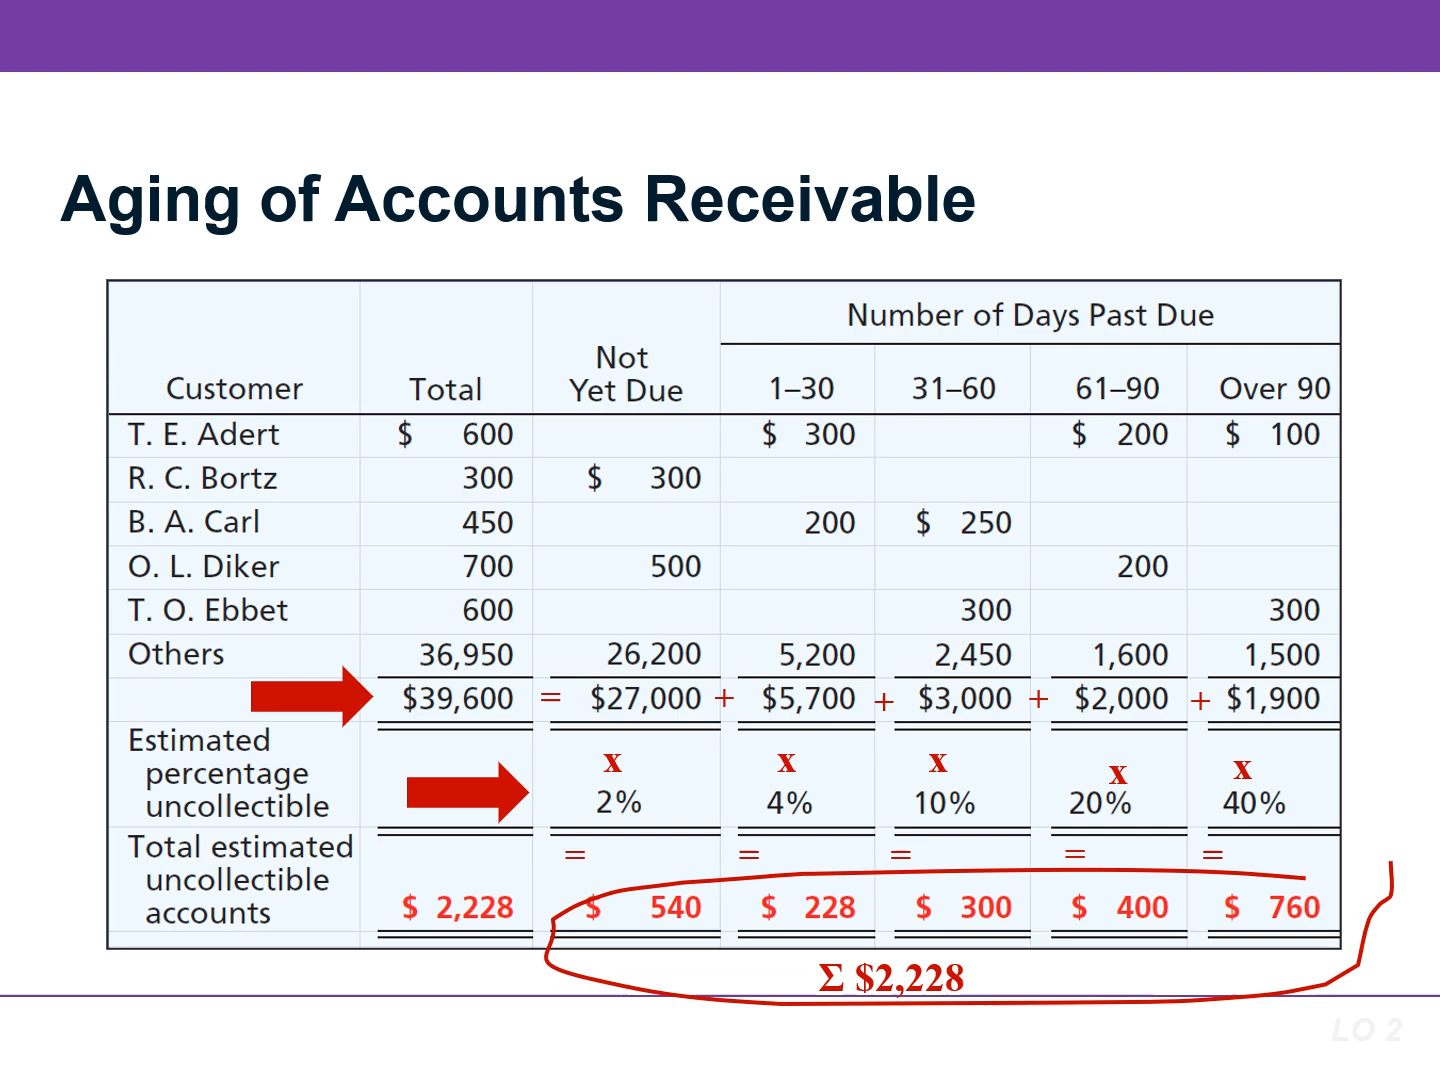 Aging of Accounts Receivable
Number of Days Past Due
Customer Total Not Yet Due 1–30 31–60 61–90 Over 90
T. E. Adert $ 600 $ 300 $ 200 $ 100
R. C. Bortz 300 $ 300
B. A. Carl 450 200 $ 250
O. L. Diker 700 500 200
T. O. Ebbet 600 300 300
Others 36,950 26,200 5,200 2,450 1,600 1,500
$39,600 = $27,000 + $5,700 + $3,000 + $2,000 + $1,900
Estimated
percentage x x x x x
uncollectible 2% 4% 10% 20% 40%
Total estimated = = = = =
uncollectible
accounts $ 2,228 $ 540 $ 228 $ 300 $ 400 $ 760
Σ $2,228
LO 2